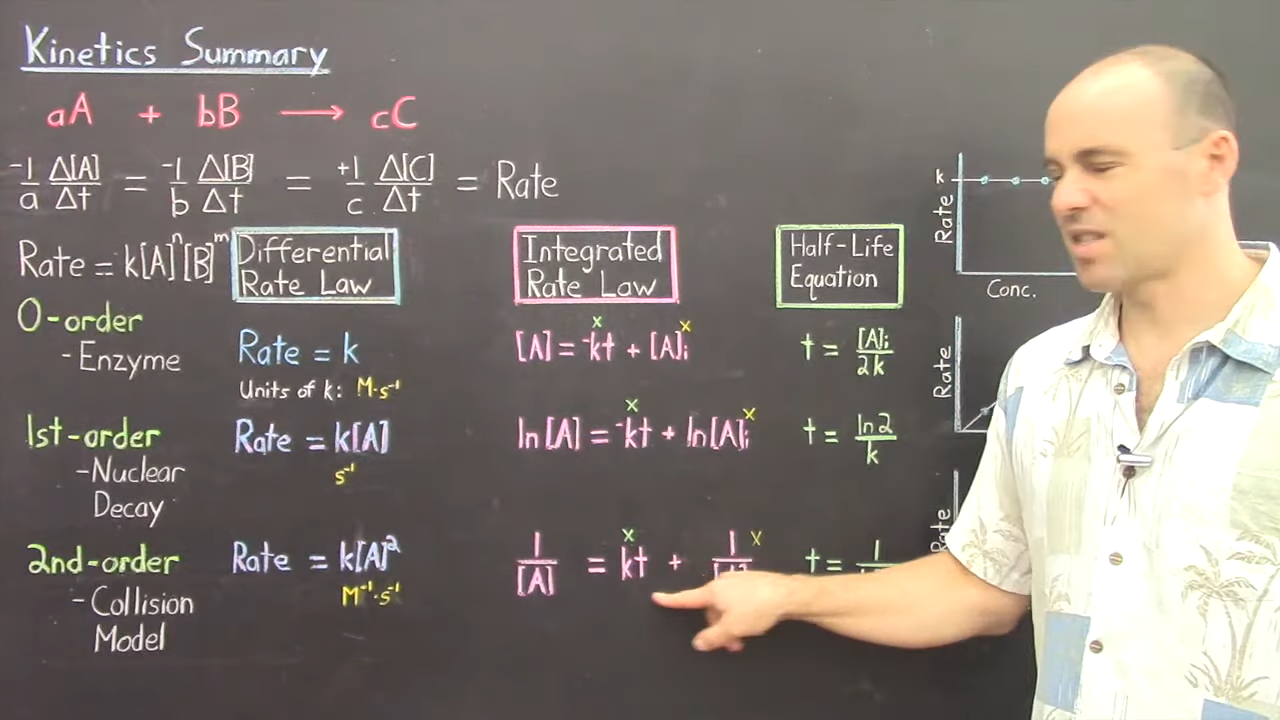 Kinetics Summary
aA + bB → cC
-1/a Δ[A]/Δt = -1/b Δ[B]/Δt = +1/c Δ[C]/Δt = Rate
Rate = k[A]ⁿ[B]ᵐ
Differential
Rate Law
Integrated
Rate Law
Half-Life
Equation
0-order
- Enzyme
Rate = k
Units of k: M·s⁻¹
x x
[A] = -kt + [A]ᵢ
t = [A]ᵢ/2k
1st-order
- Nuclear
Decay
Rate = k[A]
s⁻¹
x x
ln[A] = -kt + ln[A]ᵢ
t = ln2/k
2nd-order
- Collision
Model
Rate = k[A]²
M⁻¹·s⁻¹
x x
1/[A] = kt + 1/
t = 1/
k
Rate
Conc.
Rate
Rate